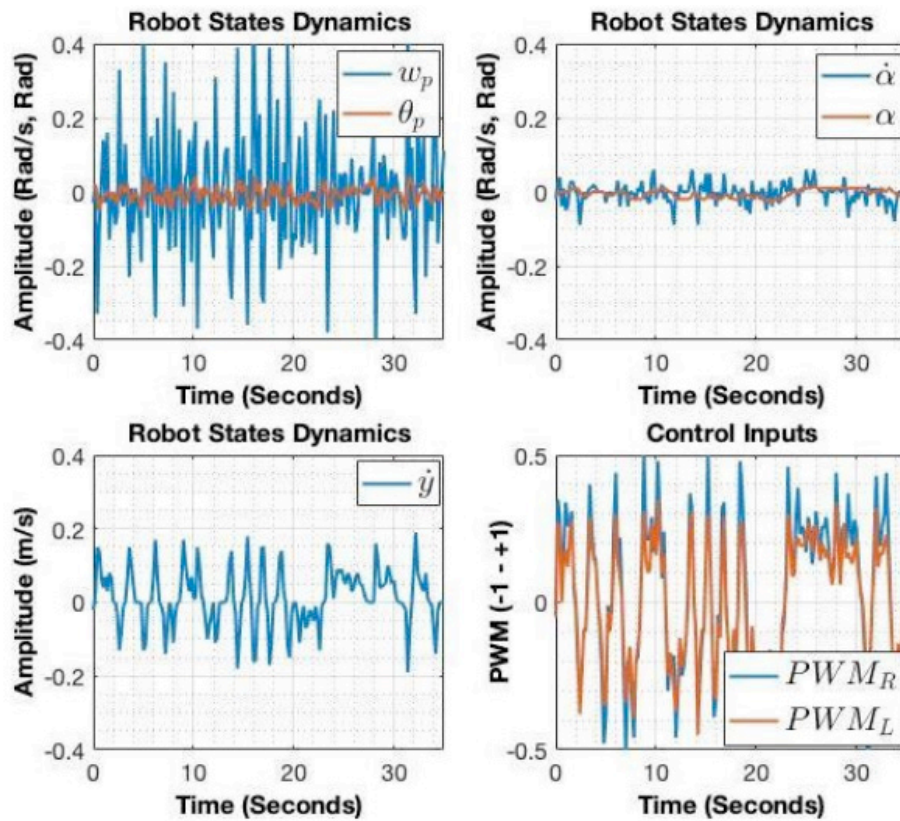 Robot States Dynamics
Amplitude (Rad/s, Rad)
0.4
0.2
0
-0.2
-0.4
w_p
θ_p
0 10 20 30
Time (Seconds)
Robot States Dynamics
Amplitude (Rad/s, Rad)
0.4
0.2
0
-0.2
-0.4
α̇
α
0 10 20 30
Time (Seconds)
Robot States Dynamics
Amplitude (m/s)
0.4
0.2
0
-0.2
-0.4
ẏ
0 10 20 30
Time (Seconds)
Control Inputs
PWM (-1 - +1)
0.5
0
-0.5
PWM_R
PWM_L
0 10 20 30
Time (Seconds)